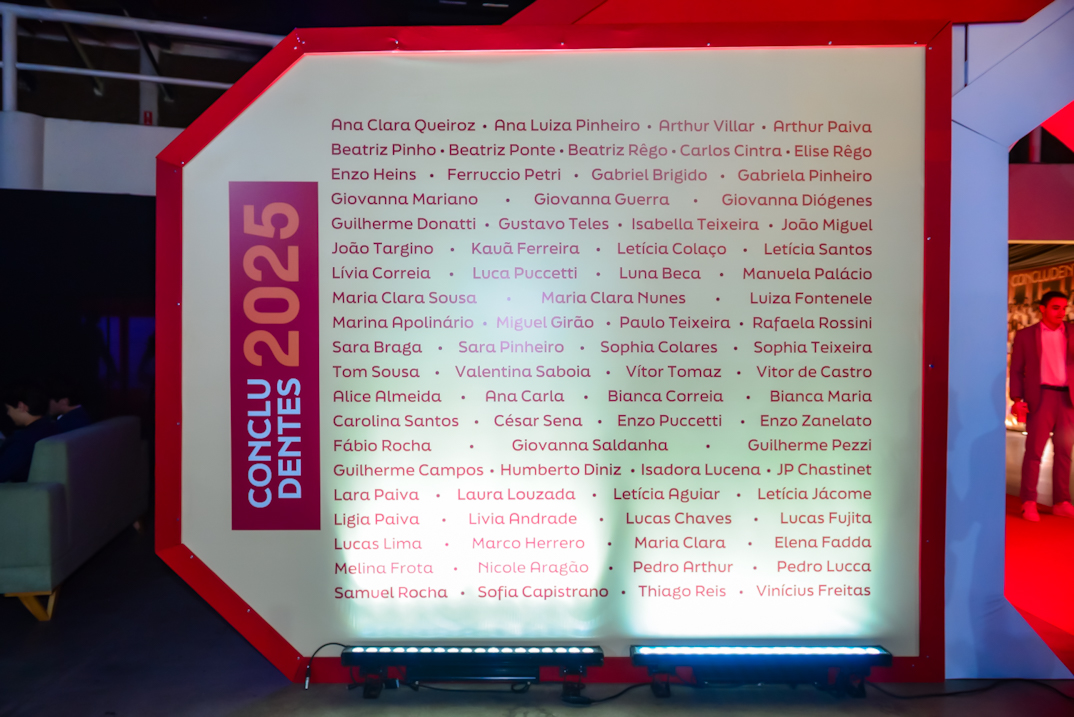 Ana Clara Queiroz • Ana Luiza Pinheiro • Arthur Villar • Arthur Paiva
Beatriz Pinho • Beatriz Ponte • Beatriz Rêgo • Carlos Cintra • Elise Rêgo
Enzo Heins • Ferruccio Petri • Gabriel Brigido • Gabriela Pinheiro
Giovanna Mariano • Giovanna Guerra • Giovanna Diógenes
Guilherme Donatti • Gustavo Teles • Isabella Teixeira • João Miguel
João Targino • Kauã Ferreira • Letícia Colaço • Letícia Santos
Lívia Correia • Luca Puccetti • Luna Beca • Manuela Palácio
Maria Clara Sousa • Maria Clara Nunes • Luiza Fontenele
Marina Apolinário • Miguel Girão • Paulo Teixeira • Rafaela Rossini
Sara Braga • Sara Pinheiro • Sophia Colares • Sophia Teixeira
Tom Sousa • Valentina Saboia • Vítor Tomaz • Vitor de Castro
Alice Almeida • Ana Carla • Bianca Correia • Bianca Maria
Carolina Santos • César Sena • Enzo Puccetti • Enzo Zanelato
Fábio Rocha • Giovanna Saldanha • Guilherme Pezzi
Guilherme Campos • Humberto Diniz • Isadora Lucena • JP Chastinet
Lara Paiva • Laura Louzada • Letícia Aguiar • Letícia Jácome
Ligia Paiva • Livia Andrade • Lucas Chaves • Lucas Fujita
Lucas Lima • Marco Herrero • Maria Clara • Elena Fadda
Melina Frota • Nicole Aragão • Pedro Arthur • Pedro Lucca
Samuel Rocha • Sofia Capistrano • Thiago Reis • Vinícius Freitas
CONCLU
DENTES 2025